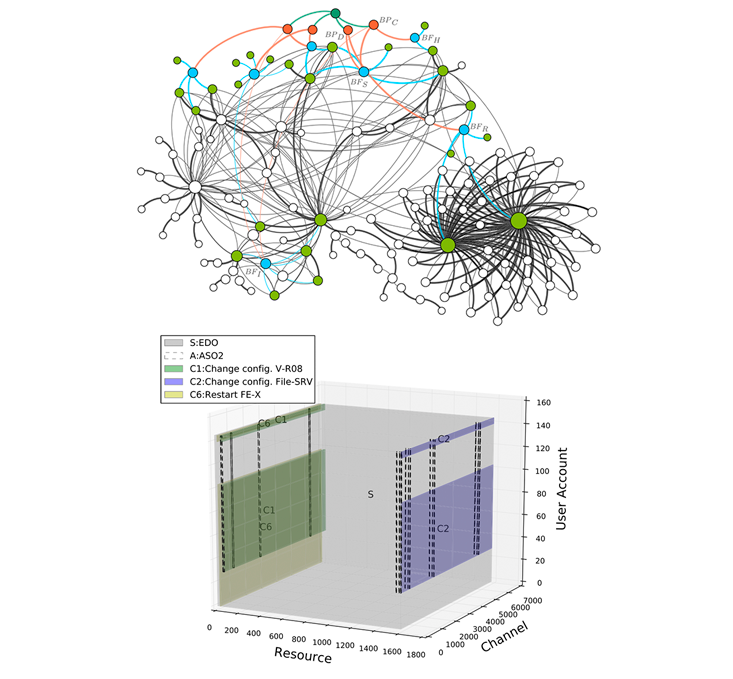 BP_C
BP_D
BF_H
BF_S
BF_R
BF_I
S:EDO
A:ASO2
C1:Change config. V-R08
C2:Change config. File-SRV
C6:Restart FE-X
C6 C1
C2
S
C1
C6
C2
160
140
120
100
80
60
40
20
0
User Account
0 200 400 600 800 1000 1200 1400 1600 1800
Resource
0 1000 2000 3000 4000 5000 6000 7000
Channel